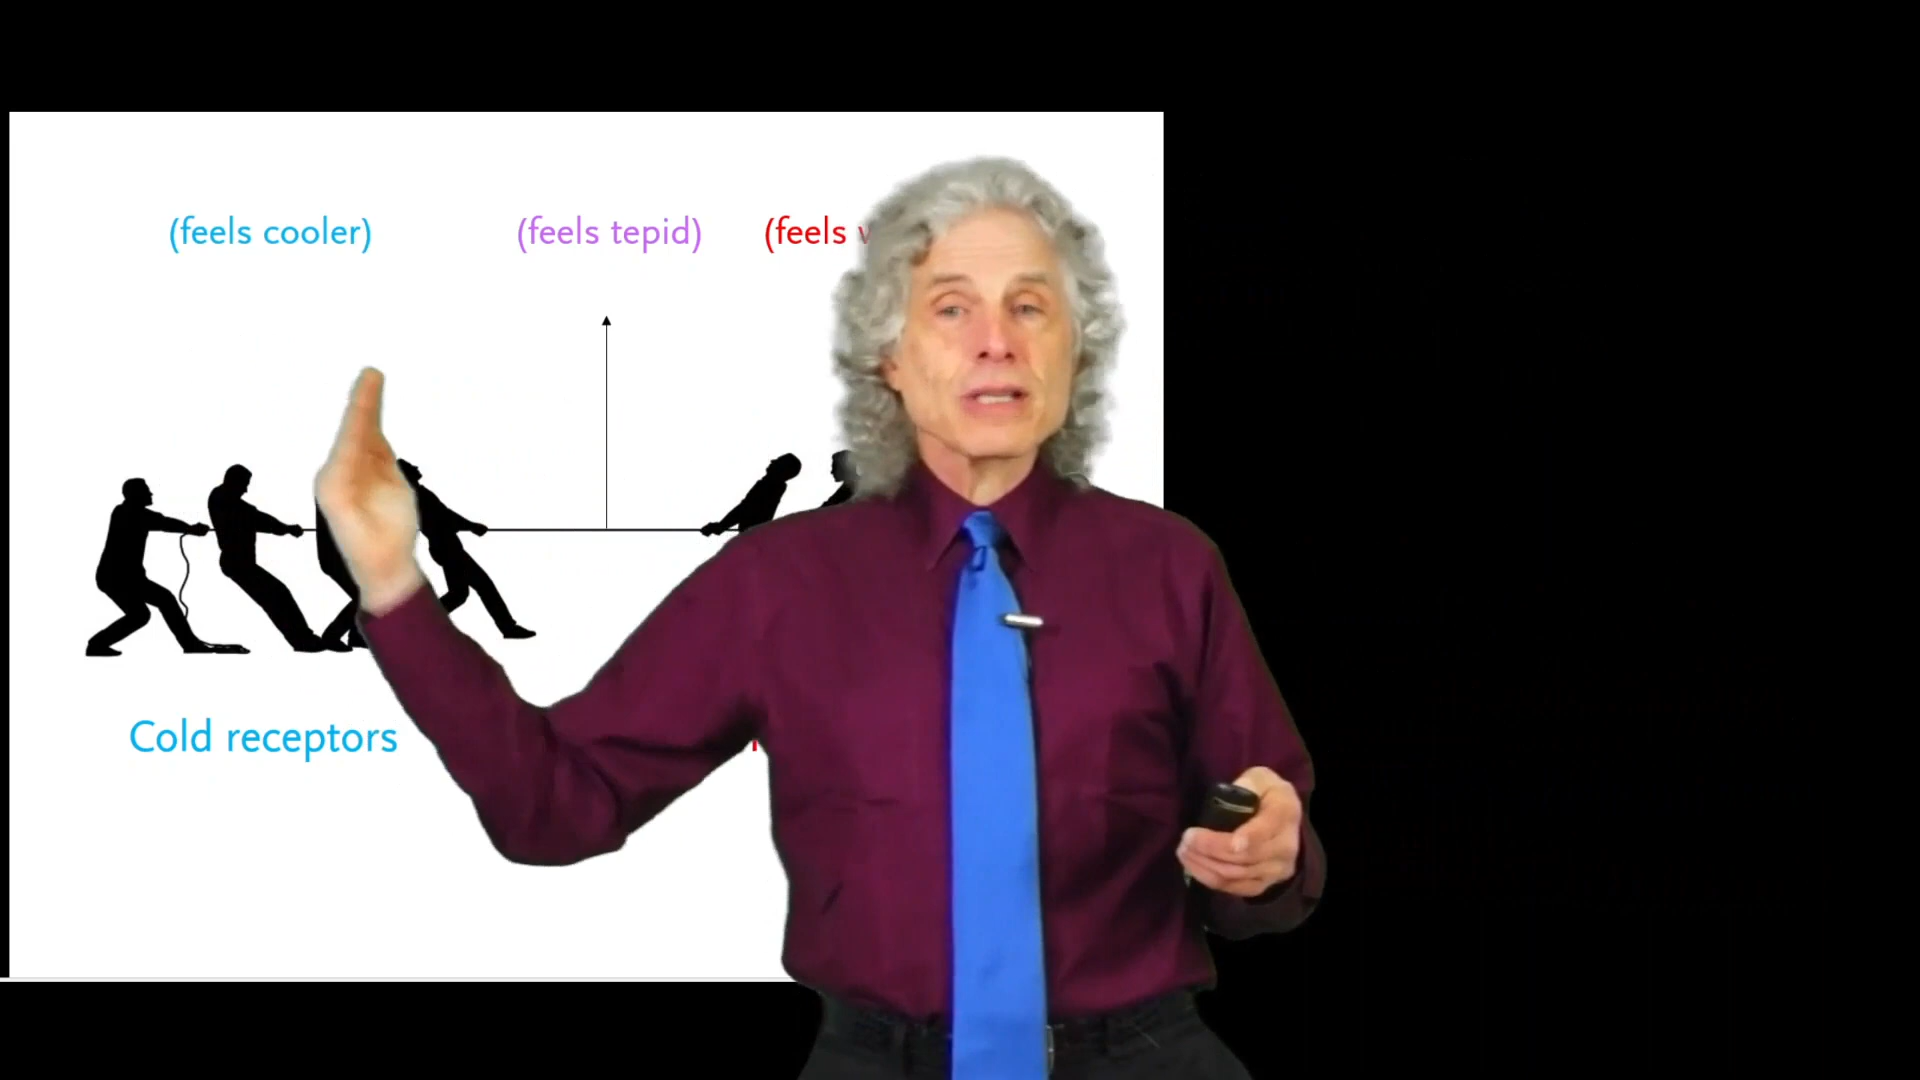 (feels cooler) (feels tepid) (feels
Cold receptors